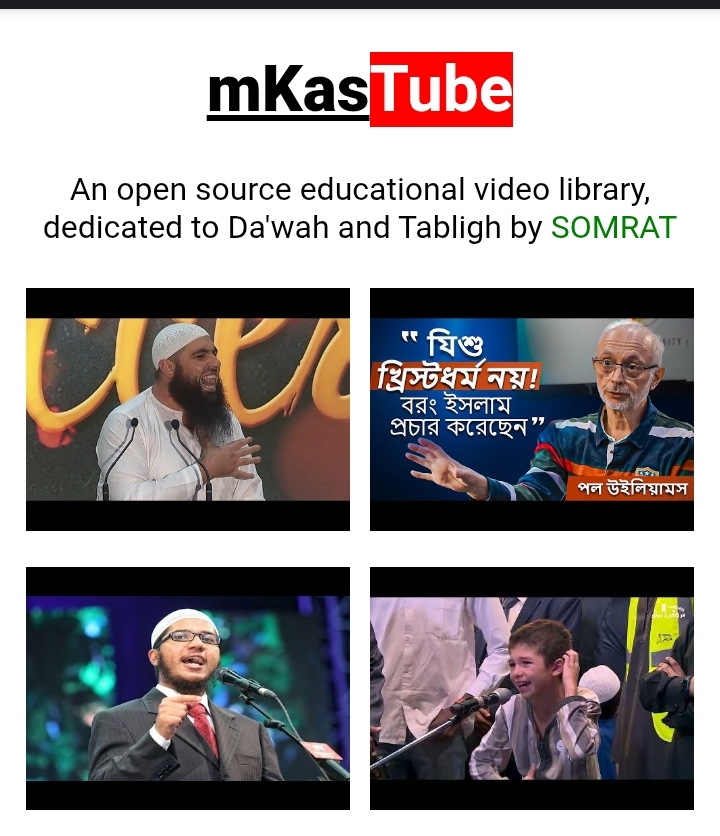 mKasTube
An open source educational video library,
dedicated to Da'wah and Tabligh by SOMRAT
" যিশু
খ্রিস্টধর্ম নয়!
বরং ইসলাম
প্রচার করেছেন"
পল উইলিয়ামস